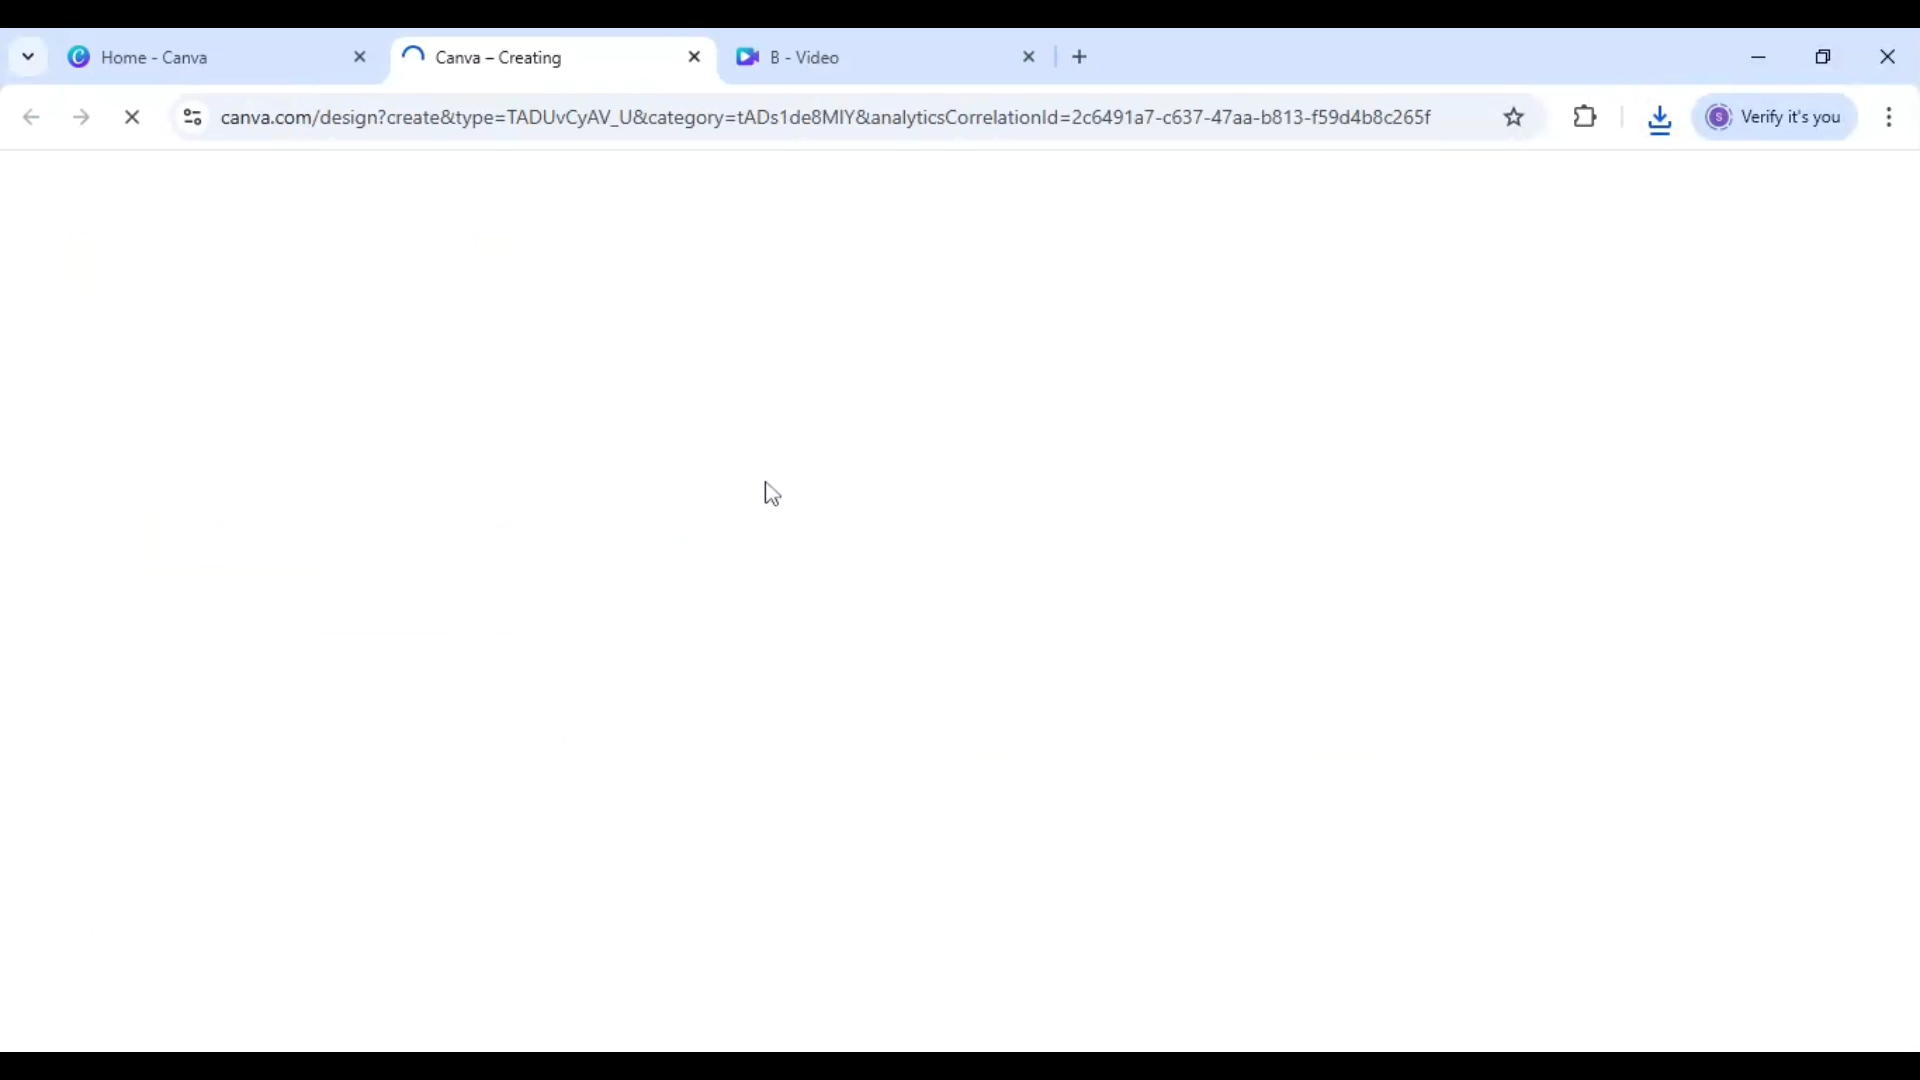 Home - Canva
Canva – Creating
B - Video
canva.com/design?create&type=TADUvCyAV_U&category=tADs1de8MIY&analyticsCorrelationId=2c6491a7-c637-47aa-b813-f59d4b8c265f
S
Verify it's you